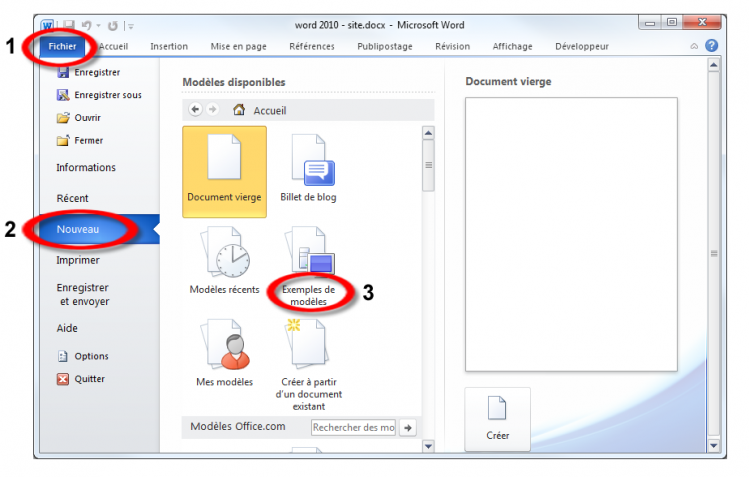 word 2010 - site.docx - Microsoft Word
1
Fichier Accueil Insertion Mise en page Références Publipostage Révision Affichage Développeur
Enregistrer
Enregistrer sous
Ouvrir
Fermer
Informations
Récent
2
Nouveau
Imprimer
Enregistrer
et envoyer
Aide
Options
Quitter
Modèles disponibles
Accueil
Document vierge
Billet de blog
Modèles récents
Exemples de
modèles
3
Mes modèles
Créer à partir
d'un document
existant
Modèles Office.com
Rechercher des mo
Document vierge
Créer